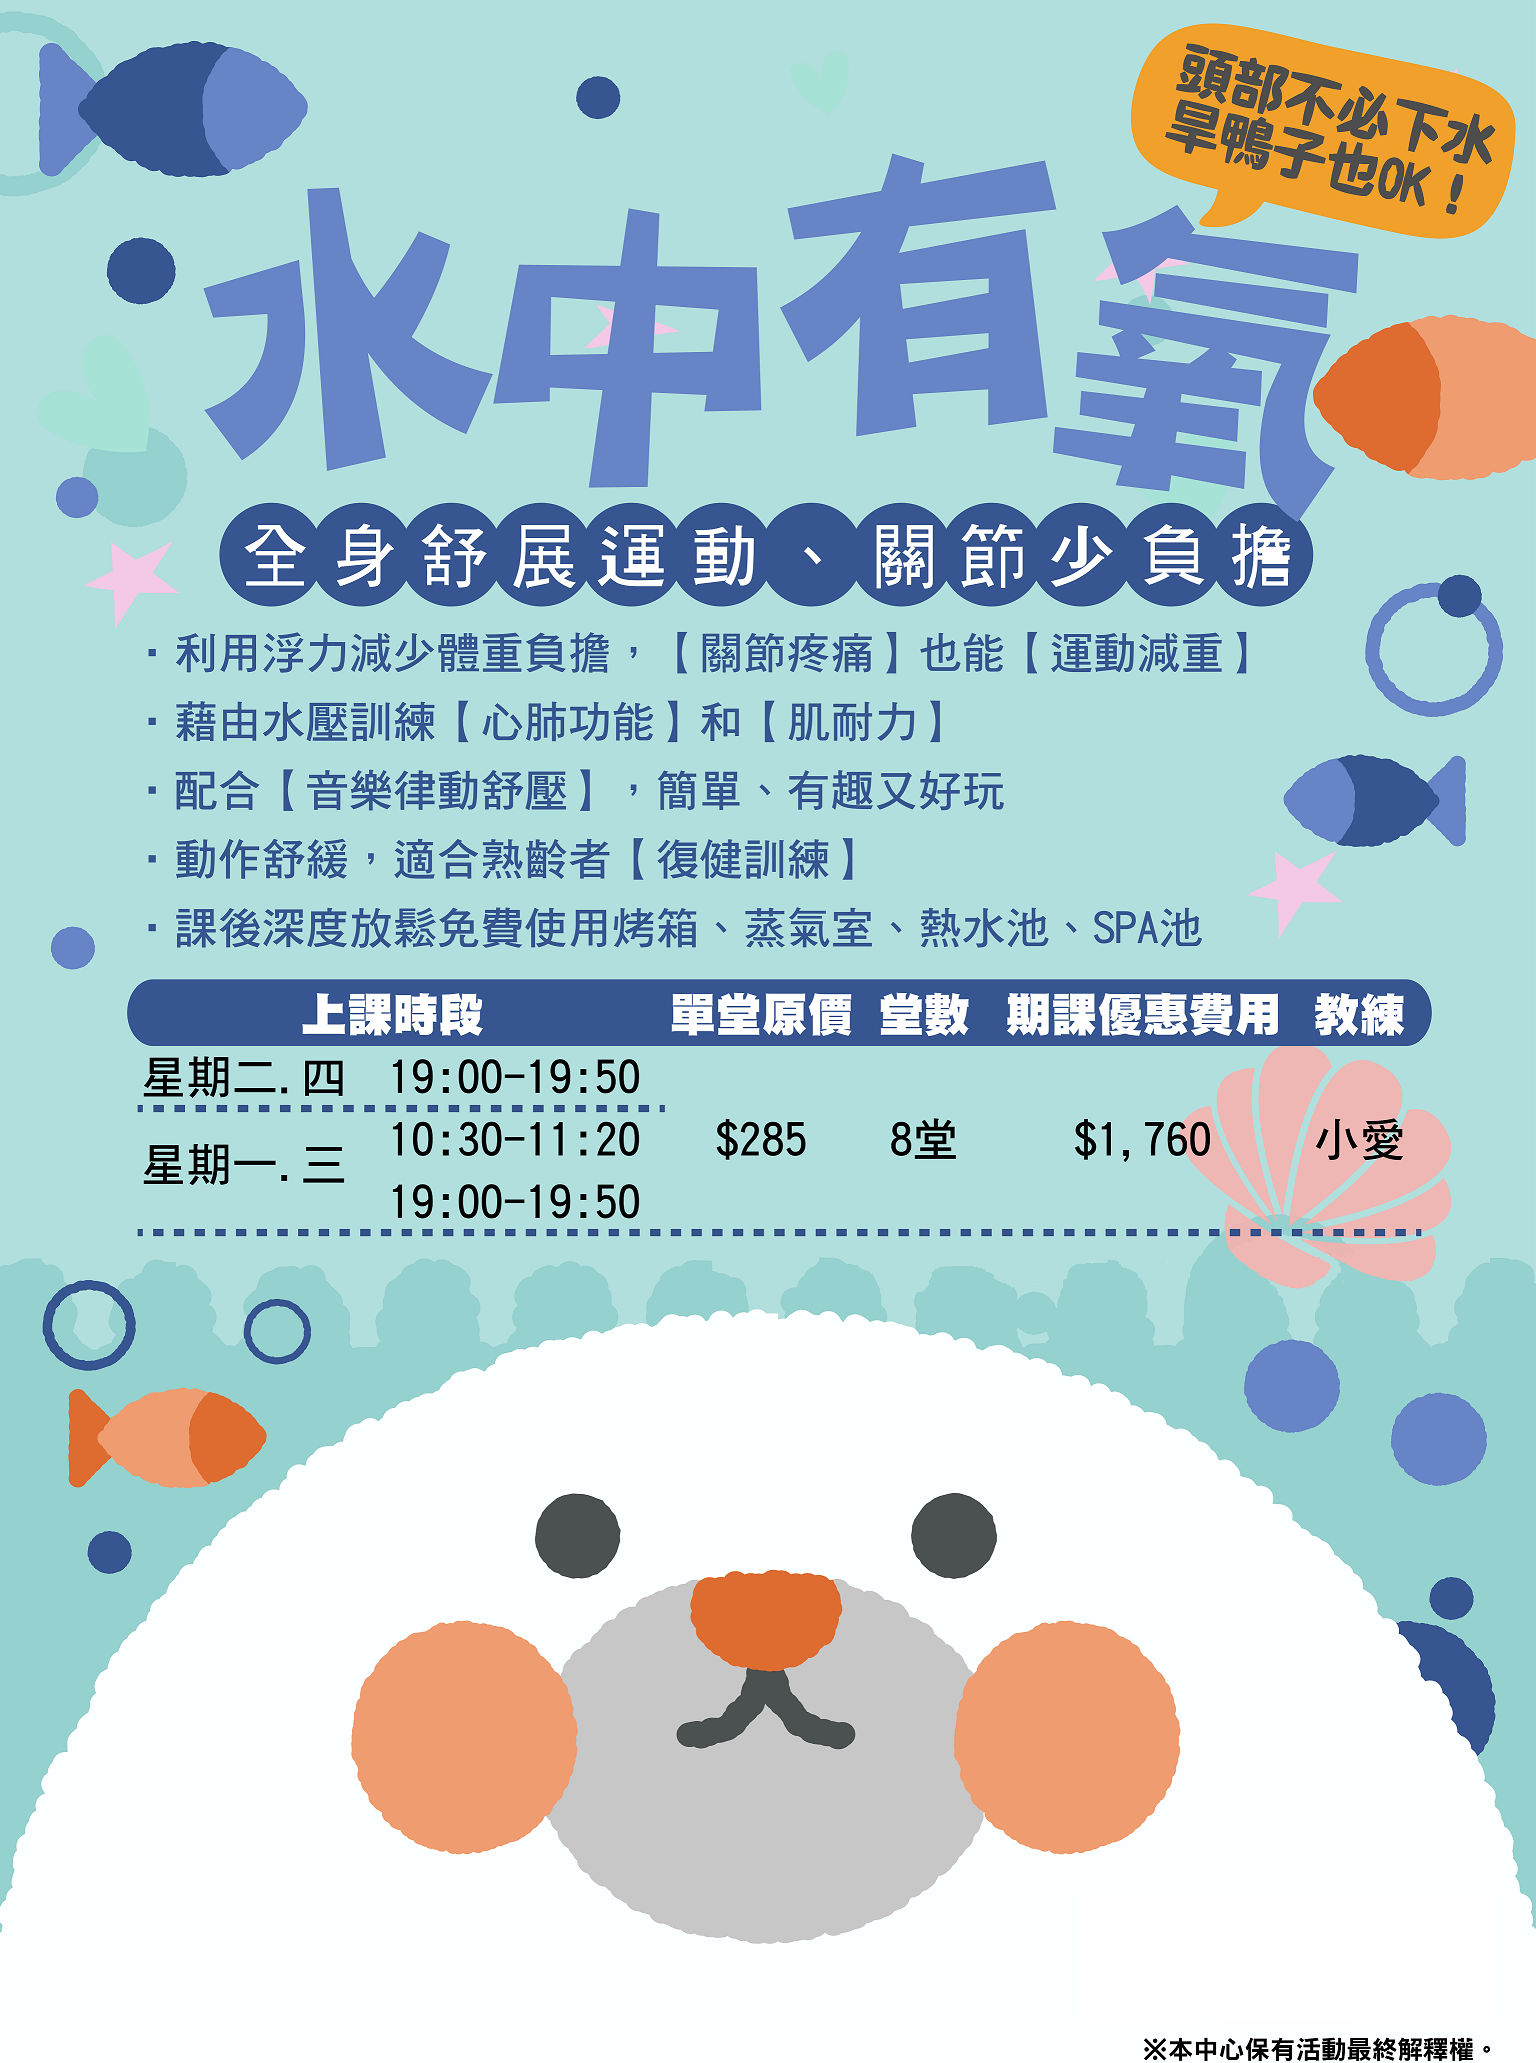 頭部不必下水
旱鴨子也OK！
水中有氧
全身舒展運動、關節少負擔
·利用浮力減少體重負擔，【關節疼痛】也能【運動減重】
·藉由水壓訓練【心肺功能】和【肌耐力】
·配合【音樂律動舒壓】，簡單、有趣又好玩
·動作舒緩，適合熟齡者【復健訓練】
·課後深度放鬆免費使用烤箱、蒸氣室、熱水池、SPA池
上課時段 單堂原價 堂數 期課優惠費用 教練
星期二.四 19:00-19:50
星期一.三 10:30-11:20 $285 8堂 $1,760 小愛
19:00-19:50
※本中心保有活動最終解釋權。